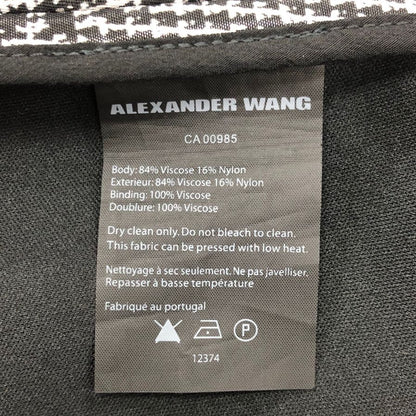 ALEXANDER WANG
CA 00985
Body: 84% Viscose 16% Nylon
Exterieur: 84% Viscose 16% Nylon
Binding: 100% Viscose
Doublure: 100% Viscose
Dry clean only. Do not bleach to clean.
This fabric can be pressed with low heat.
Nettoyage à sec seulement. Ne pas javelliser.
Repasser à basse température
Fabriqué au portugal
P
12374